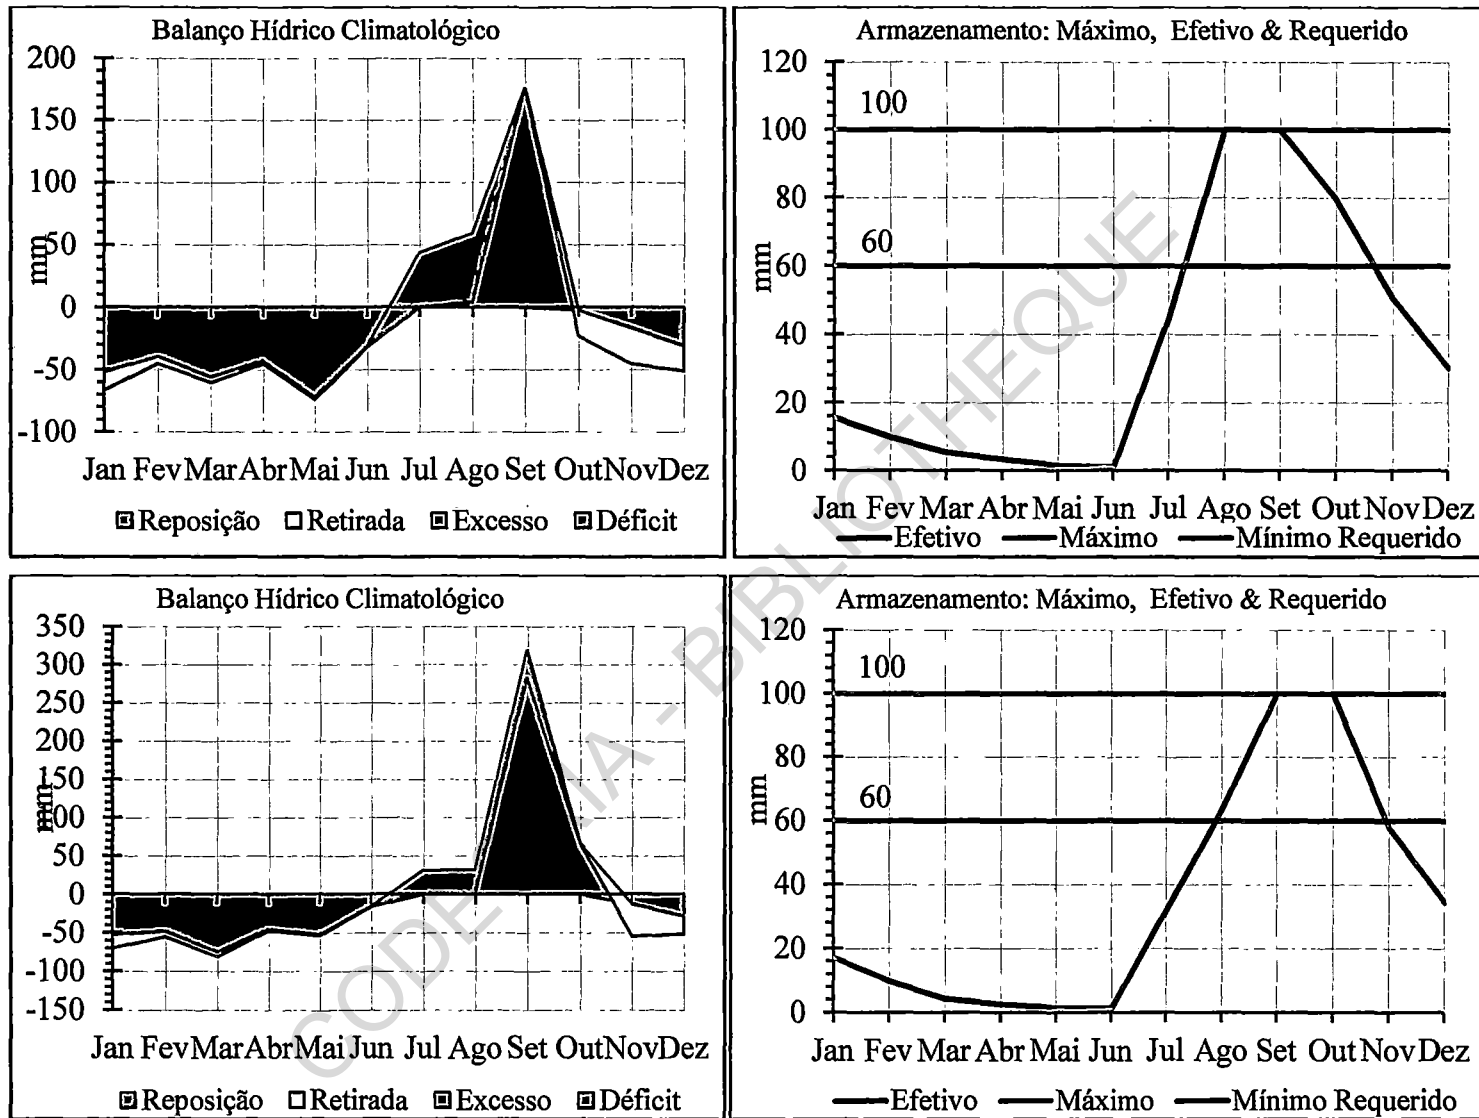 Balanço Hídrico Climatológico
200
150
100
50
0
-50
-100
mm
Jan Fev Mar Abr Mai Jun Jul Ago Set Out Nov Dez
Reposição Retirada Excesso Déficit
Armazenamento: Máximo, Efetivo & Requerido
120
100
80
60
40
20
0
mm
100
60
Jan Fev Mar Abr Mai Jun Jul Ago Set Out Nov Dez
Efetivo Máximo Mínimo Requerido
Balanço Hídrico Climatológico
350
300
250
200
150
100
50
0
-50
-100
-150
mm
Jan Fev Mar Abr Mai Jun Jul Ago Set Out Nov Dez
Reposição Retirada Excesso Déficit
Armazenamento: Máximo, Efetivo & Requerido
120
100
80
60
40
20
0
mm
100
60
Jan Fev Mar Abr Mai Jun Jul Ago Set Out Nov Dez
Efetivo Máximo Mínimo Requerido
- BIBLIOTHEQUE